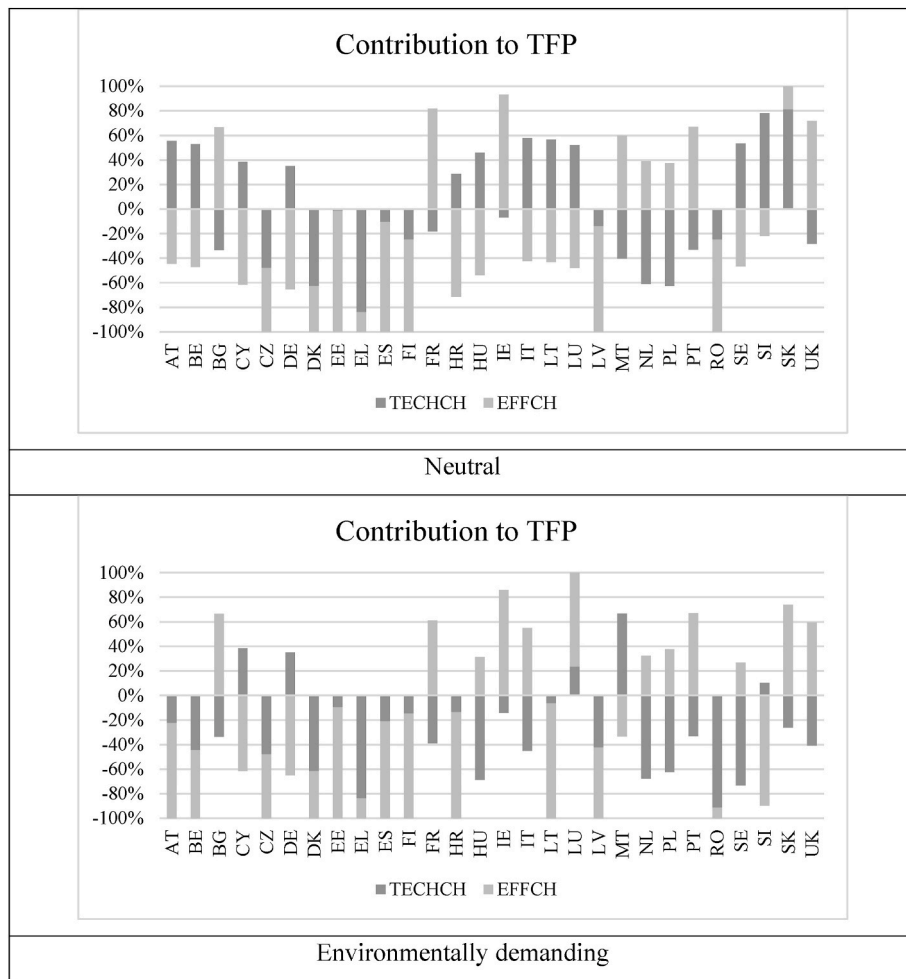 Contribution to TFP
100%
80%
60%
40%
20%
0%
-20%
-40%
-60%
-80%
-100%
AT BE BG CY CZ DE DK EE EL ES FI FR HR HU IE IT LT LU LV MT NL PL PT RO SE SI SK UK
TECHCH EFFCH
Neutral
Contribution to TFP
100%
80%
60%
40%
20%
0%
-20%
-40%
-60%
-80%
-100%
AT BE BG CY CZ DE DK EE EL ES FI FR HR HU IE IT LT LU LV MT NL PL PT RO SE SI SK UK
TECHCH EFFCH
Environmentally demanding